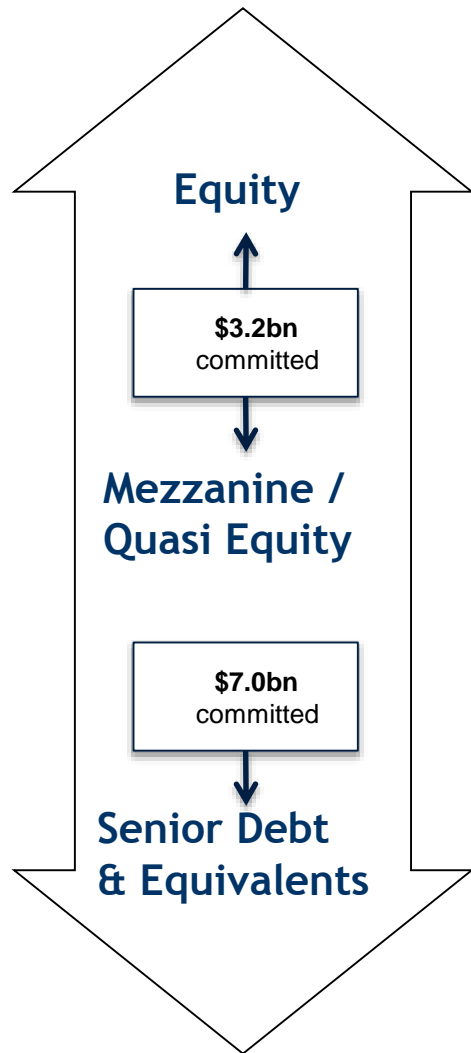 Equity
$3.2bn
committed
Mezzanine /
Quasi Equity
$7.0bn
committed
Senior Debt
& Equivalents